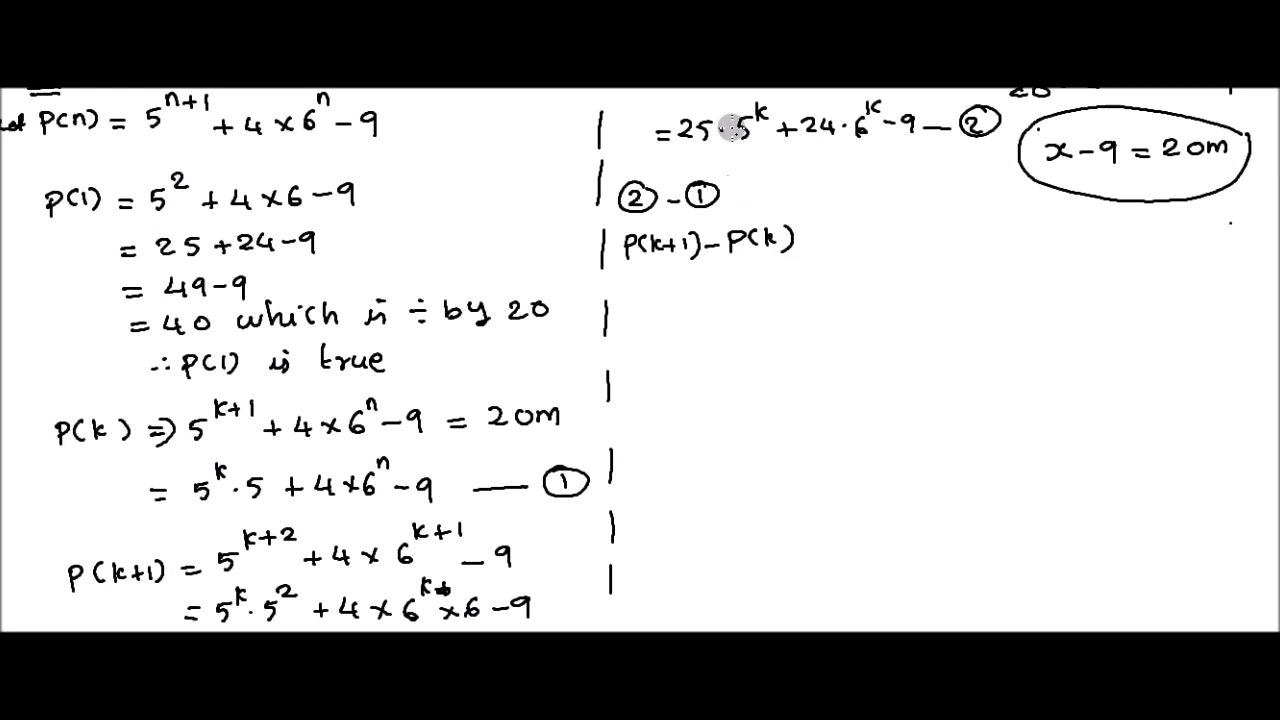 P(n) = 5^{n+1} + 4 × 6^n − 9
P(1) = 5^2 + 4 × 6 − 9
= 25 + 24 − 9
= 49 − 9
= 40 which is ÷ by 20
∴ P(1) is true
P(k) ⇒ 5^{k+1} + 4 × 6^n − 9 = 20m
= 5^k · 5 + 4 × 6^n − 9 — ①
P(k+1) = 5^{k+2} + 4 × 6^{k+1} − 9
= 5^k · 5^2 + 4 × 6^k × 6 − 9
= 25 · 5^k + 24 · 6^k − 9 — ②
② − ①
P(k+1) − P(k)
x − 9 = 20m